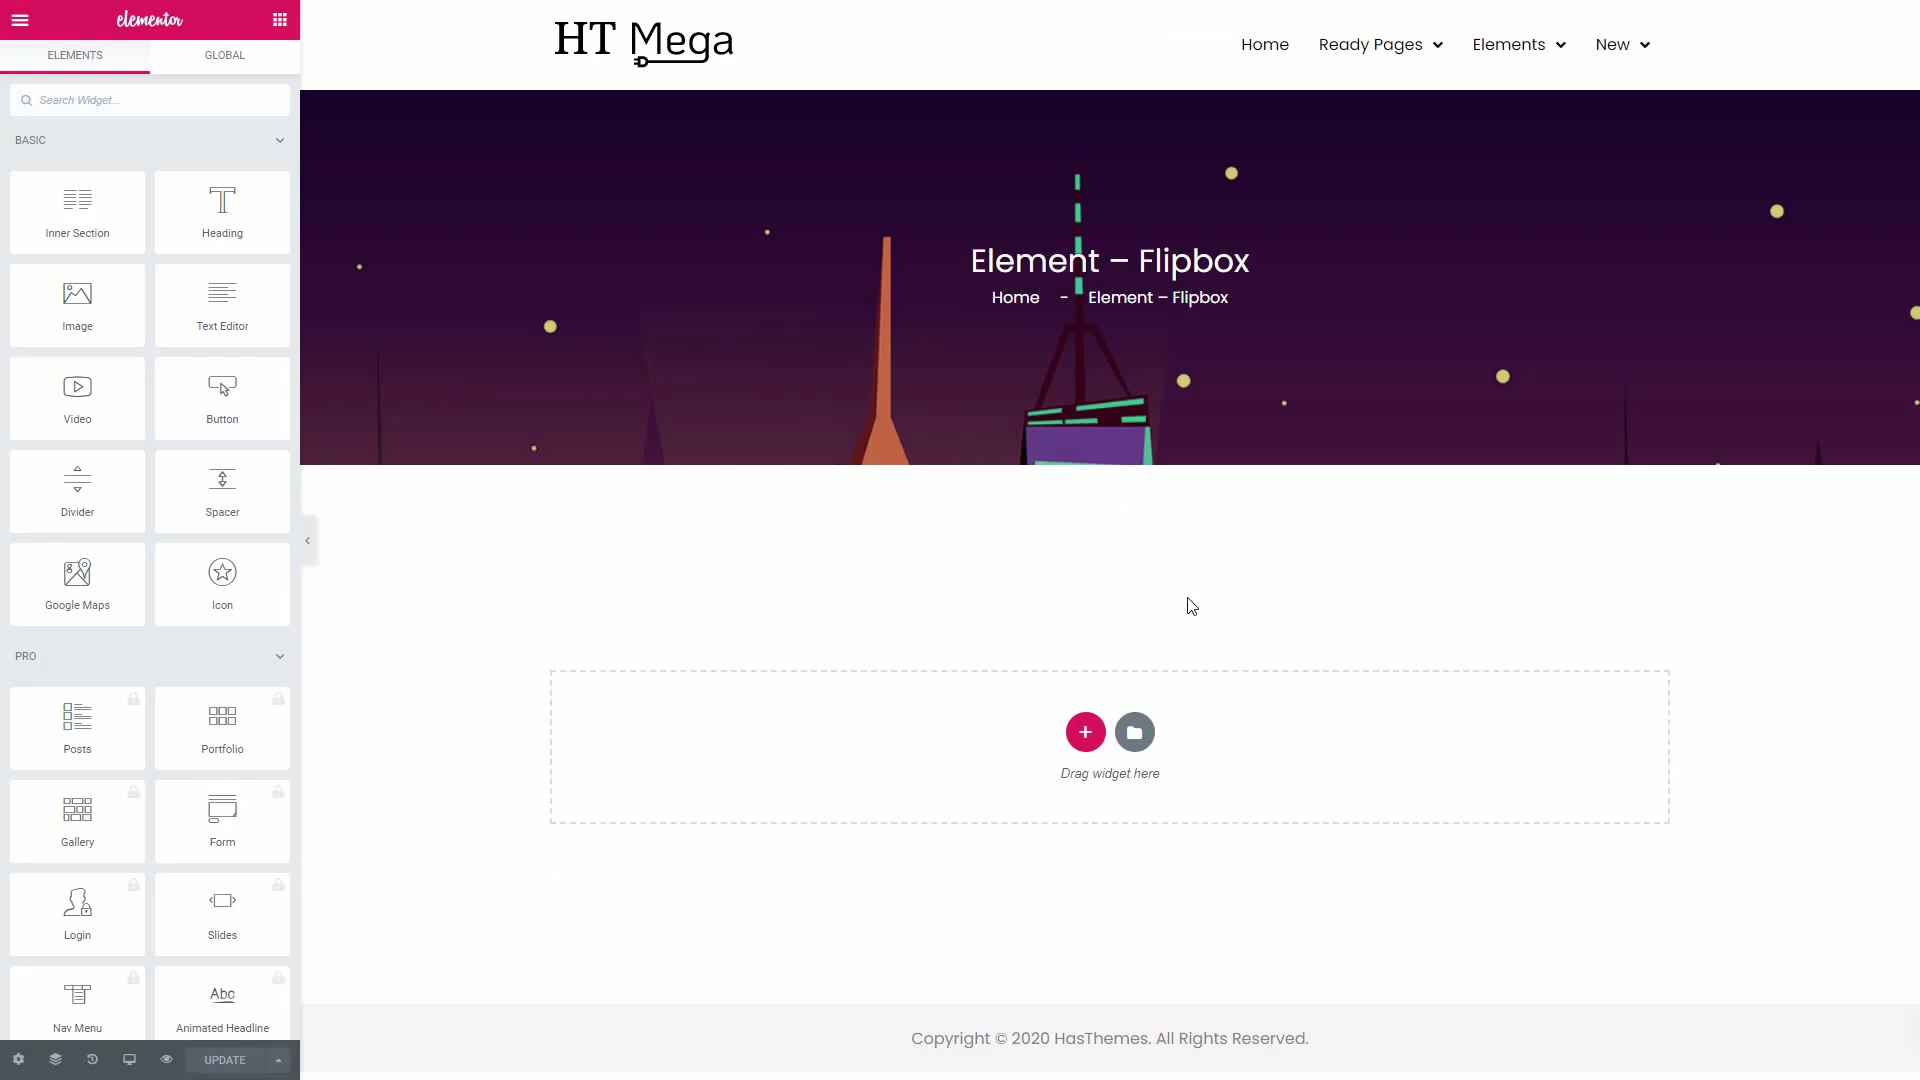 elementor
ELEMENTS
GLOBAL
Search Widget...
BASIC
Inner Section
Heading
Image
Text Editor
Video
Button
Divider
Spacer
Google Maps
Icon
PRO
Posts
Portfolio
Gallery
Form
Login
Slides
Nav Menu
Abc
Animated Headline
UPDATE
HT Mega
Home
Ready Pages
Elements
New
Element – Flipbox
Home - Element – Flipbox
Drag widget here
Copyright © 2020 HasThemes. All Rights Reserved.